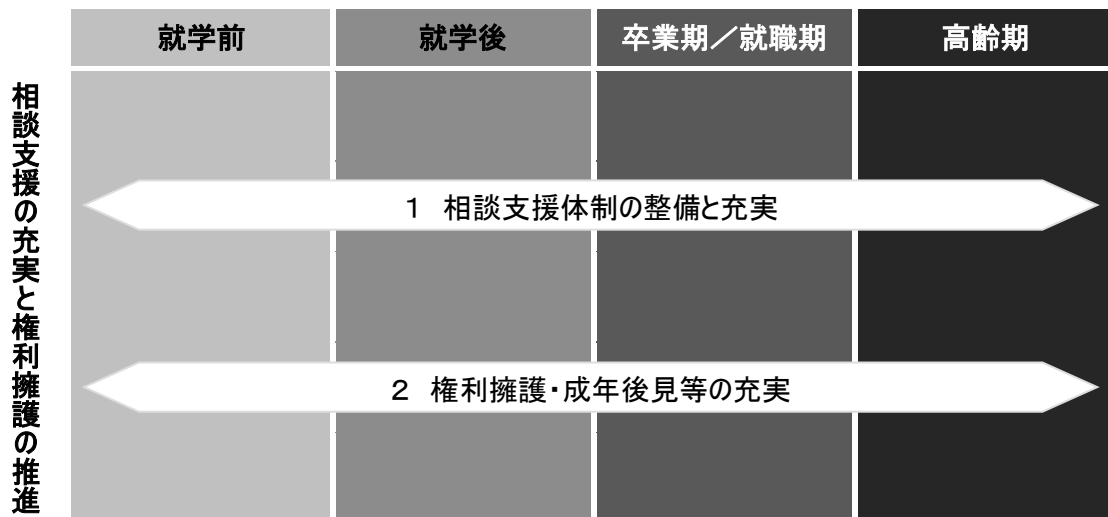 就学前
就学後
卒業期／就職期
高齢期
相談支援の充実と権利擁護の推進
1　相談支援体制の整備と充実
2　権利擁護・成年後見等の充実